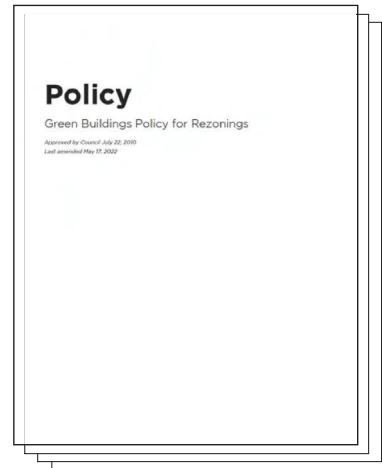 Policy
Green Buildings Policy for Rezonings
Approved by Council July 22, 2010
Last amended May 17, 2022